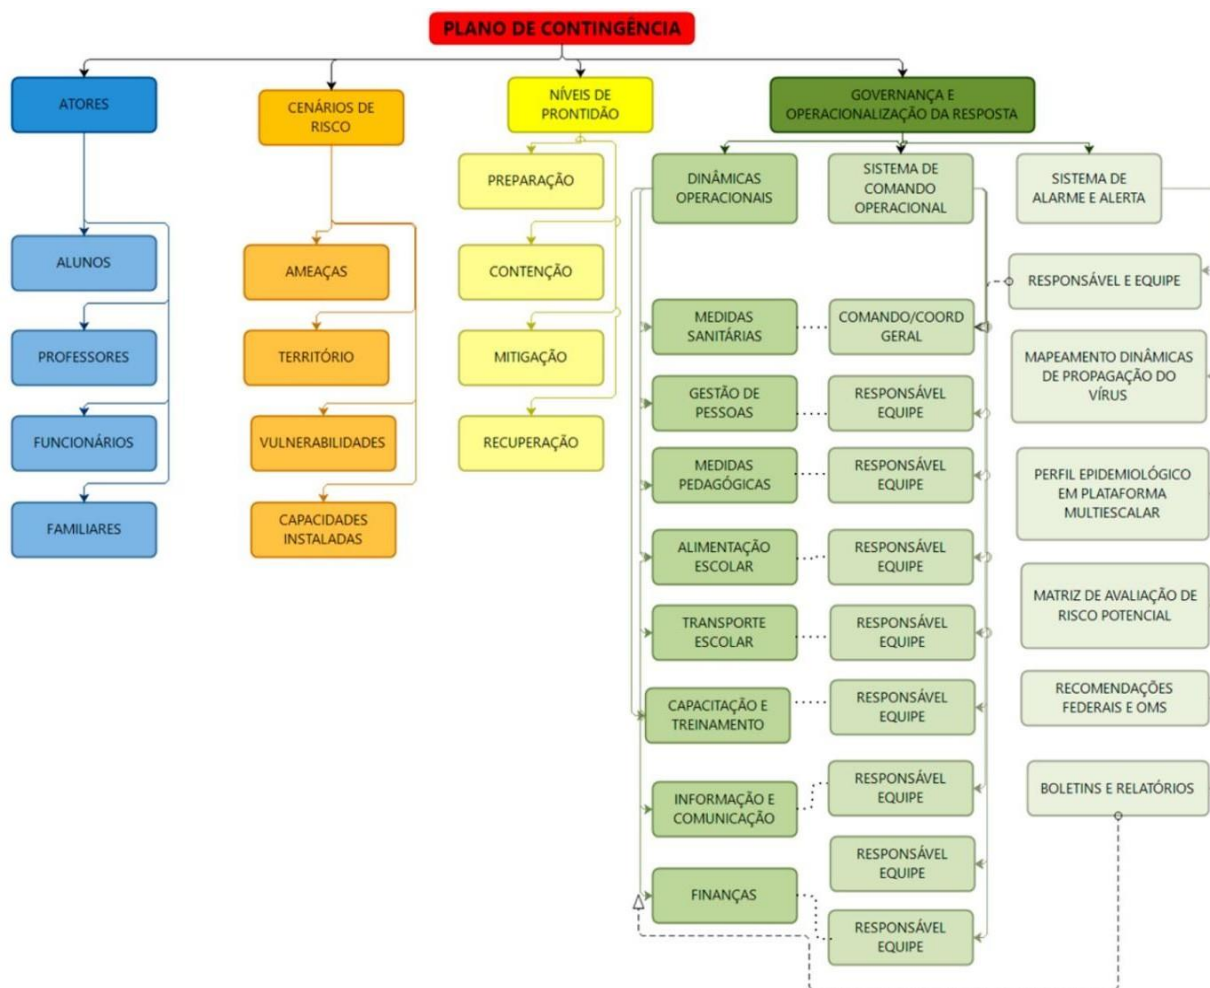 PLANO DE CONTINGÊNCIA
ATORES
ALUNOS
PROFESSORES
FUNCIONÁRIOS
FAMILIARES
CENÁRIOS DE
RISCO
AMEAÇAS
TERRITÓRIO
VULNERABILIDADES
CAPACIDADES
INSTALADAS
NÍVEIS DE
PRONTIDÃO
PREPARAÇÃO
CONTENÇÃO
MITIGAÇÃO
RECUPERAÇÃO
GOVERNANÇA E
OPERACIONALIZAÇÃO DA RESPOSTA
DINÂMICAS
OPERACIONAIS
MEDIDAS
SANITÁRIAS
GESTÃO DE
PESSOAS
MEDIDAS
PEDAGÓGICAS
ALIMENTAÇÃO
ESCOLAR
TRANSPORTE
ESCOLAR
CAPACITAÇÃO E
TREINAMENTO
INFORMAÇÃO E
COMUNICAÇÃO
FINANÇAS
SISTEMA DE
COMANDO
OPERACIONAL
COMANDO/COORD
GERAL
RESPONSÁVEL
EQUIPE
RESPONSÁVEL
EQUIPE
RESPONSÁVEL
EQUIPE
RESPONSÁVEL
EQUIPE
RESPONSÁVEL
EQUIPE
RESPONSÁVEL
EQUIPE
RESPONSÁVEL
EQUIPE
RESPONSÁVEL
EQUIPE
SISTEMA DE
ALARME E ALERTA
RESPONSÁVEL E EQUIPE
MAPEAMENTO DINÂMICAS
DE PROPAGAÇÃO DO
VÍRUS
PERFIL EPIDEMIOLÓGICO
EM PLATAFORMA
MULTIESCALAR
MATRIZ DE AVALIAÇÃO DE
RISCO POTENCIAL
RECOMENDAÇÕES
FEDERAIS E OMS
BOLETINS E RELATÓRIOS